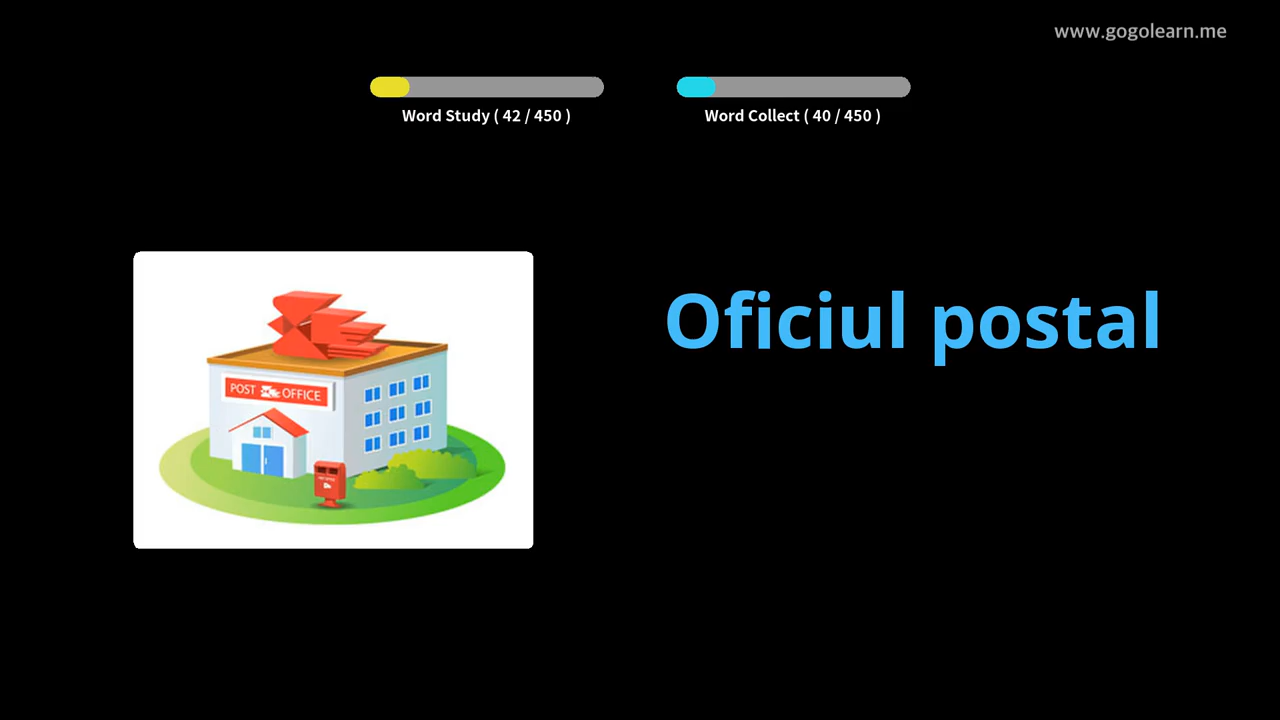 www.gogolearn.me
Word Study ( 42 / 450 )
Word Collect ( 40 / 450 )
Oficiul postal
POST OFFICE